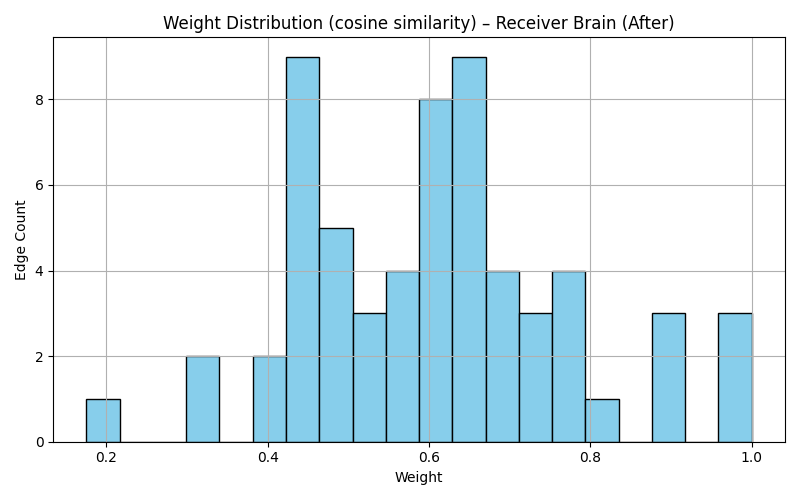 Weight Distribution (cosine similarity) – Receiver Brain (After)
8
6
4
2
0
Edge Count
0.2 0.4 0.6 0.8 1.0
Weight